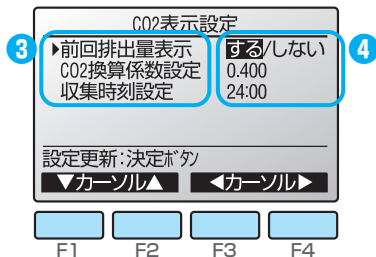 CO2表示設定
③ ▶前回排出量表示 する/しない ④
CO2換算係数設定 0.400
収集時刻設定 24:00
設定更新:決定ボタン
▼カーソル▲ ◀カーソル▶
F1 F2 F3 F4